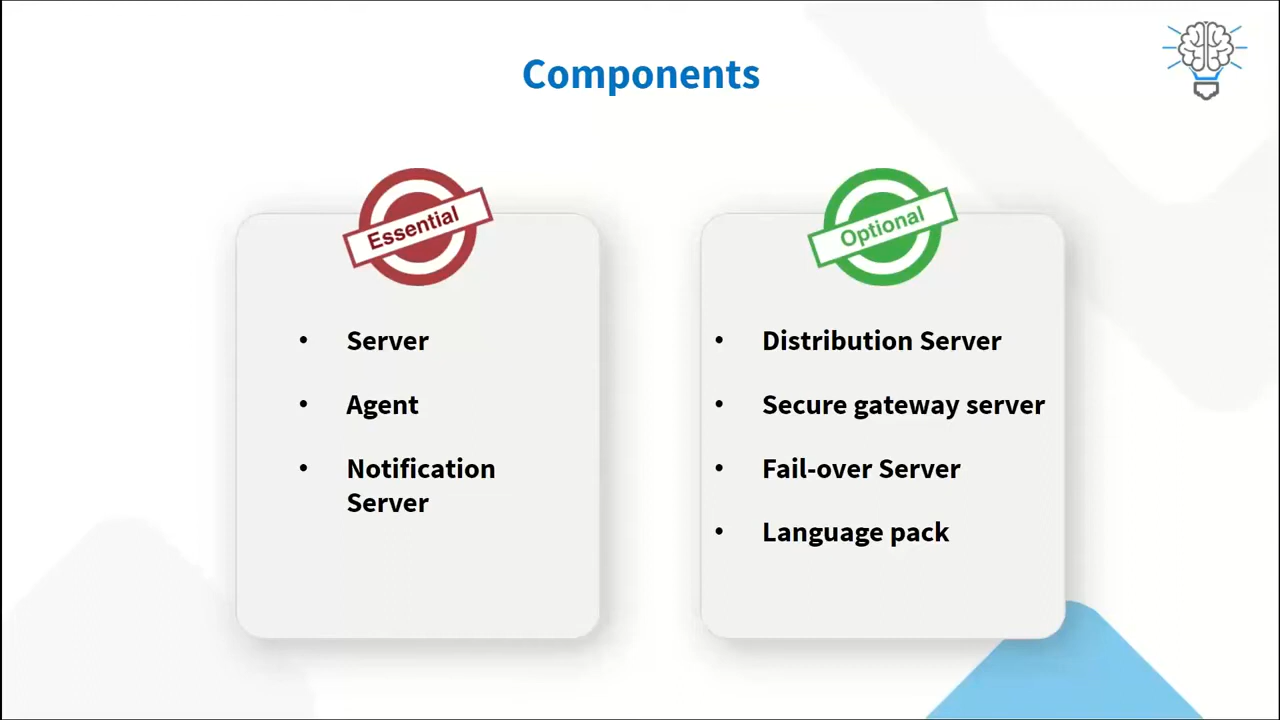 Components
Essential
• Server
• Agent
• Notification
Server
Optional
• Distribution Server
• Secure gateway server
• Fail-over Server
• Language pack